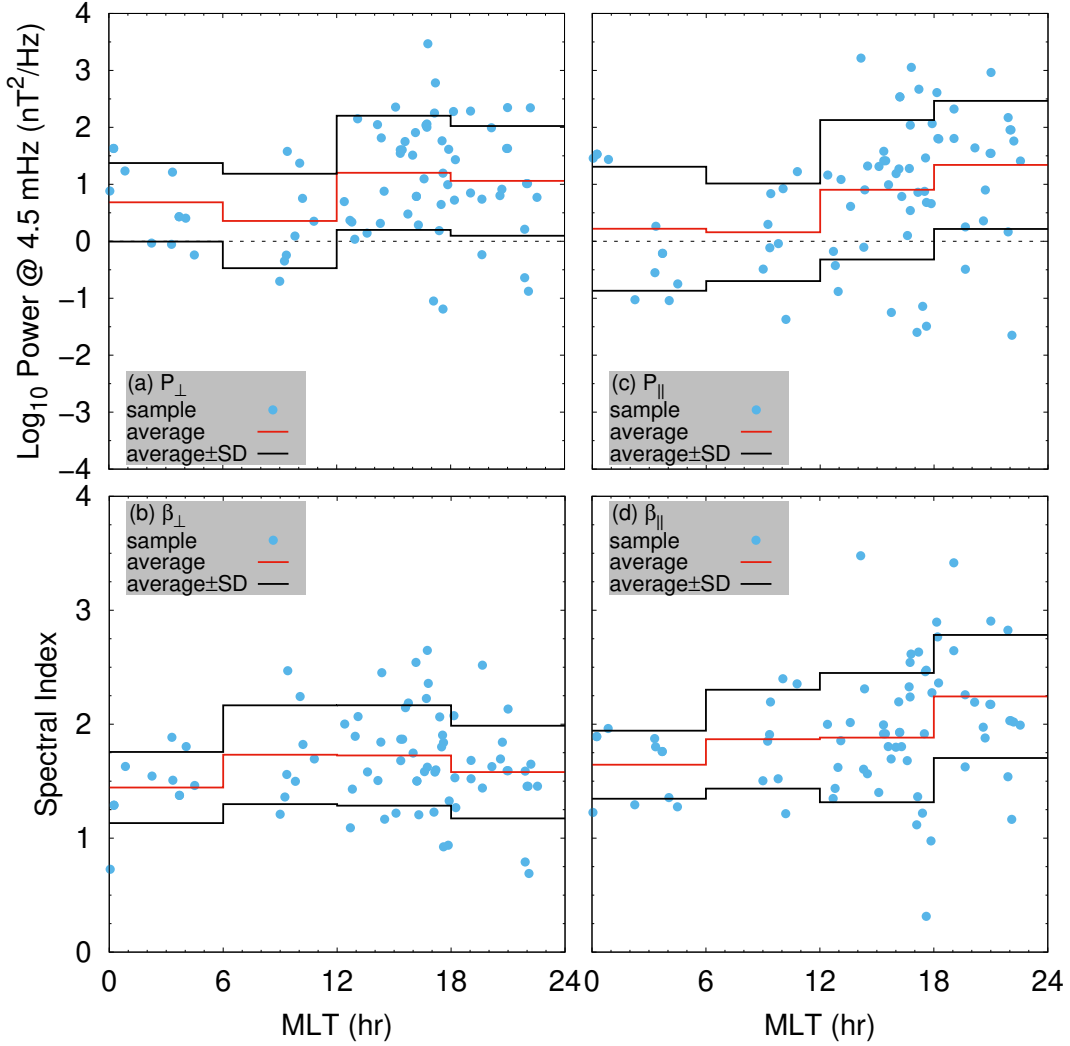 4
3
2
1
0
−1
−2
−3
−4
Log10 Power @ 4.5 mHz (nT2/Hz)
(a) P⊥
sample
average
average±SD
(c) P||
sample
average
average±SD
4
3
2
1
0
Spectral Index
(b) β⊥
sample
average
average±SD
(d) β||
sample
average
average±SD
0 6 12 18 24 0 6 12 18 24
MLT (hr) MLT (hr)